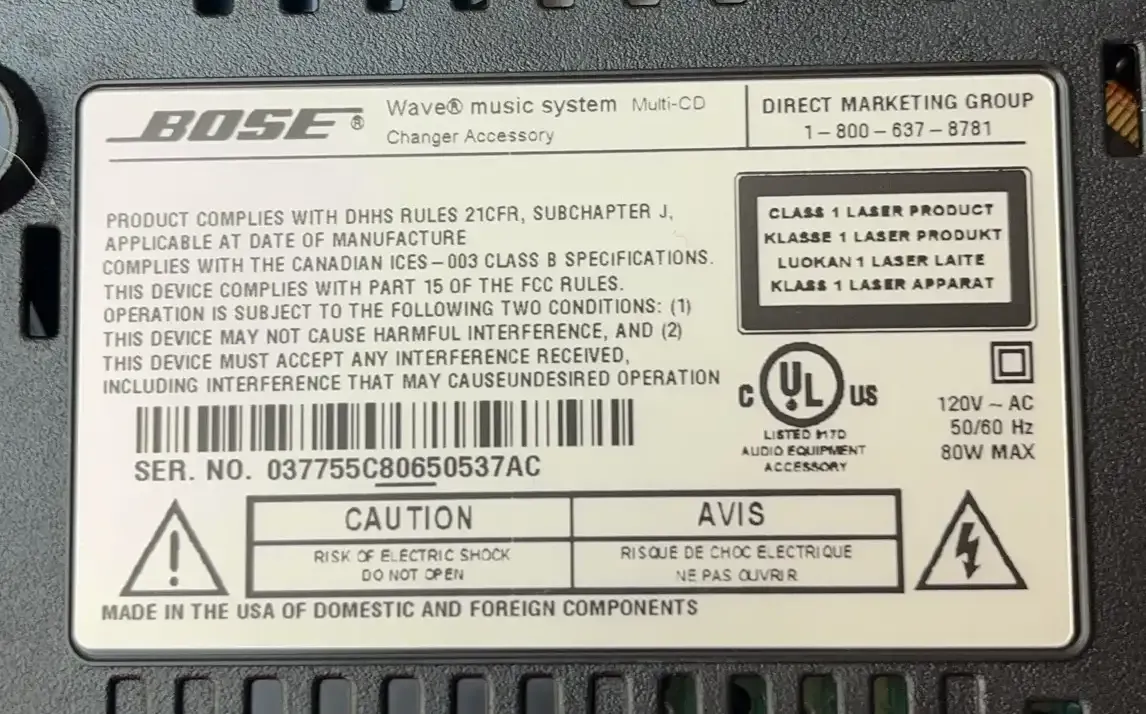 BOSE® Wave® music system Multi-CD
Changer Accessory
DIRECT MARKETING GROUP
1-800-637-8781
PRODUCT COMPLIES WITH DHHS RULES 21CFR, SUBCHAPTER J,
APPLICABLE AT DATE OF MANUFACTURE
COMPLIES WITH THE CANADIAN ICES-003 CLASS B SPECIFICATIONS.
THIS DEVICE COMPLIES WITH PART 15 OF THE FCC RULES.
OPERATION IS SUBJECT TO THE FOLLOWING TWO CONDITIONS: (1)
THIS DEVICE MAY NOT CAUSE HARMFUL INTERFERENCE, AND (2)
THIS DEVICE MUST ACCEPT ANY INTERFERENCE RECEIVED,
INCLUDING INTERFERENCE THAT MAY CAUSEUNDESIRED OPERATION
CLASS 1 LASER PRODUCT
KLASSE 1 LASER PRODUKT
LUOKAN 1 LASER LAITE
KLASS 1 LASER APPARAT
C UL US
LISTED 917D
AUDIO EQUIPMENT
ACCESSORY
120V ~ AC
50/60 Hz
80W MAX
SER. NO. 037755C80650537AC
CAUTION
RISK OF ELECTRIC SHOCK
DO NOT OPEN
AVIS
RISQUE DE CHOC ELECTRIQUE
NE PAS OUVRIR
MADE IN THE USA OF DOMESTIC AND FOREIGN COMPONENTS